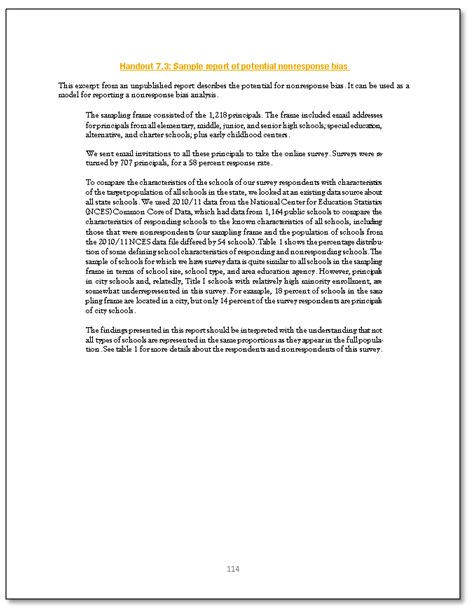 Handout 7.3: Sample report of potential nonresponse bias
This excerpt from an unpublished report describes the potential for nonresponse bias. It can be used as a
model for reporting a nonresponse bias analysis.
The sampling frame consisted of the 1,218 principals. The frame included email addresses
for principals from all elementary, middle, junior, and senior high schools; special education,
alternative, and charter schools; plus early childhood centers.
We sent email invitations to all these principals to take the online survey. Surveys were re-
turned by 707 principals, for a 58 percent response rate.
To compare the characteristics of the schools of our survey respondents with characteristics
of the target population of all schools in the state, we looked at an existing data source about
all state schools. We used 2010/11 data from the National Center for Education Statistics
(NCES) Common Core of Data, which had data from 1,164 public schools to compare the
characteristics of responding schools to the known characteristics of all schools, including
those that were nonrespondents (our sampling frame and the population of schools from
the 2010/11 NCES data file differed by 54 schools). Table 1 shows the percentage distribu-
tion of some defining school characteristics of responding and nonresponding schools. The
sample of schools for which we have survey data is quite similar to all schools in the sampling
frame in terms of school size, school type, and area education agency. However, principals
in city schools and, relatedly, Title I schools with relatively high minority enrollment, are
somewhat underrepresented in this survey. For example, 18 percent of schools in the sam
pling frame are located in a city, but only 14 percent of the survey respondents are principals
of city schools.
The findings presented in this report should be interpreted with the understanding that not
all types of schools are represented in the same proportions as they appear in the full popula-
tion. See table 1 for more details about the respondents and nonrespondents of this survey.
114